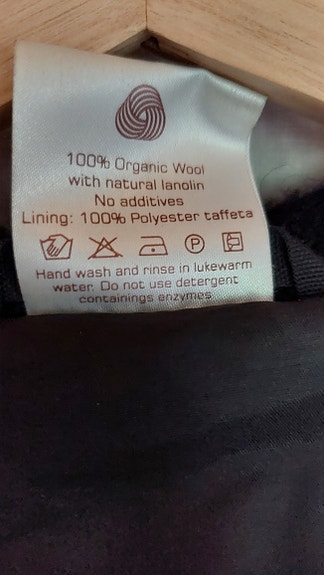 100% Organic Wool
with natural lanolin
No additives
Lining: 100% Polyester taffeta
P
Hand wash and rinse in lukewarm
water. Do not use detergent
containings enzymes